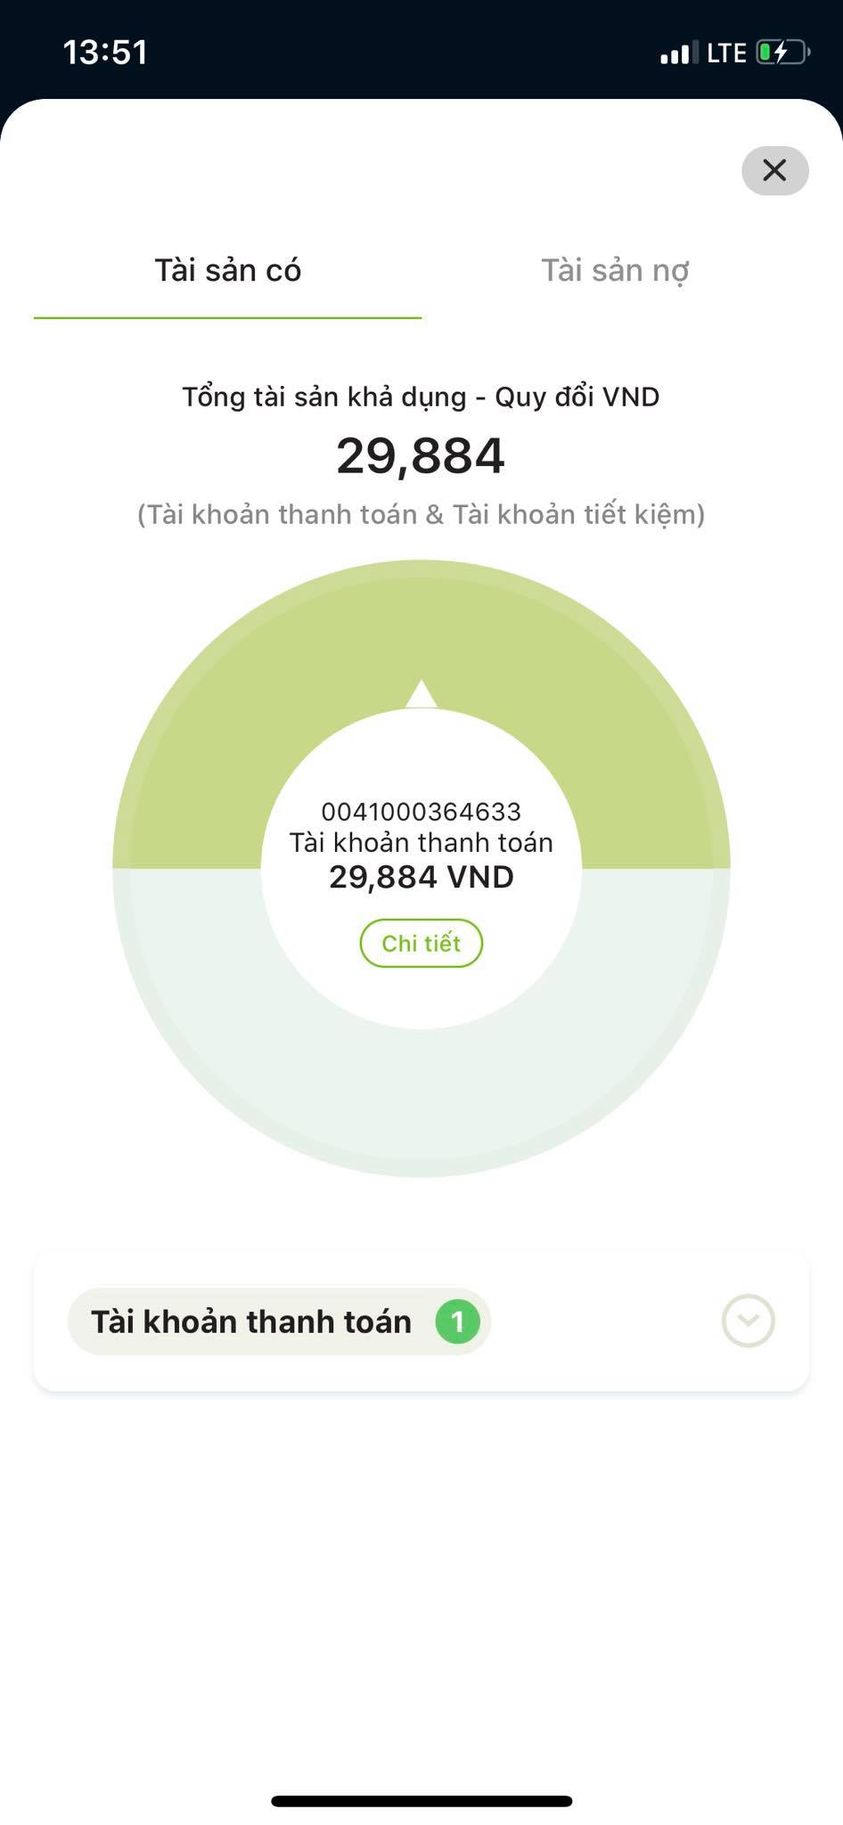 13:51
LTE
Tài sản có
Tài sản nợ
Tổng tài sản khả dụng - Quy đổi VND
29,884
(Tài khoản thanh toán & Tài khoản tiết kiệm)
0041000364633
Tài khoản thanh toán
29,884 VND
Chi tiết
Tài khoản thanh toán 1